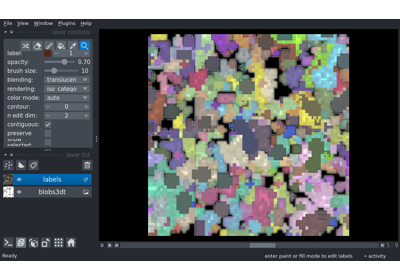 File View Window Plugins Help
layer controls
label: 1
opacity: 0.70
brush size: 10
blending: translucen
rendering: iso_catego
color mode: auto
contour: 0
n edit dim: 2
contiguous:
preserve
selected:
layer list
labels
blobs3dt
Ready
enter paint or fill mode to edit labels
activity